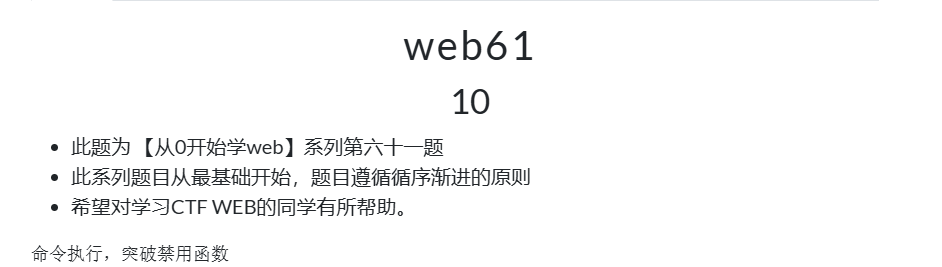 web61
10
此题为 【从0开始学web】系列第六十一题
此系列题目从最基础开始，题目遵循循序渐进的原则
希望对学习CTF WEB的同学有所帮助。
命令执行，突破禁用函数